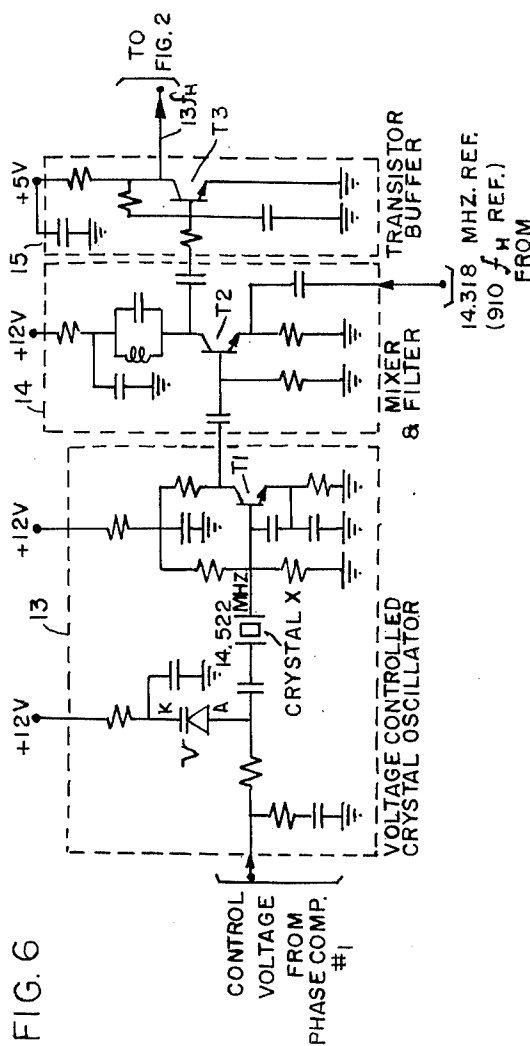 FIG. 6
CONTROL
VOLTAGE
FROM
PHASE COMP.
#1
13
+12V
+12V
V
K
A
14.522
MHZ
CRYSTAL X
T1
VOLTAGE CONTROLLED
CRYSTAL OSCILLATOR
14
+12V
T2
MIXER
& FILTER
15
+5V
T3
TRANSISTOR
BUFFER
13fH
TO
FIG. 2
14.318 MHZ. REF.
(910 fH REF.)
FROM